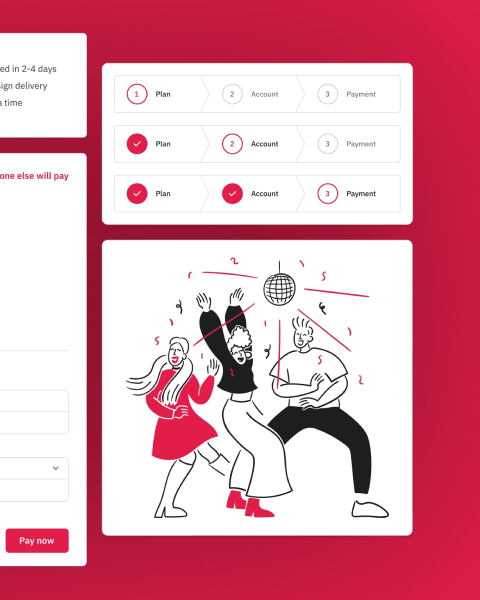 ed in 2-4 days
sign delivery
a time
one else will pay
Pay now
1 Plan 2 Account 3 Payment
Plan 2 Account 3 Payment
Plan Account 3 Payment